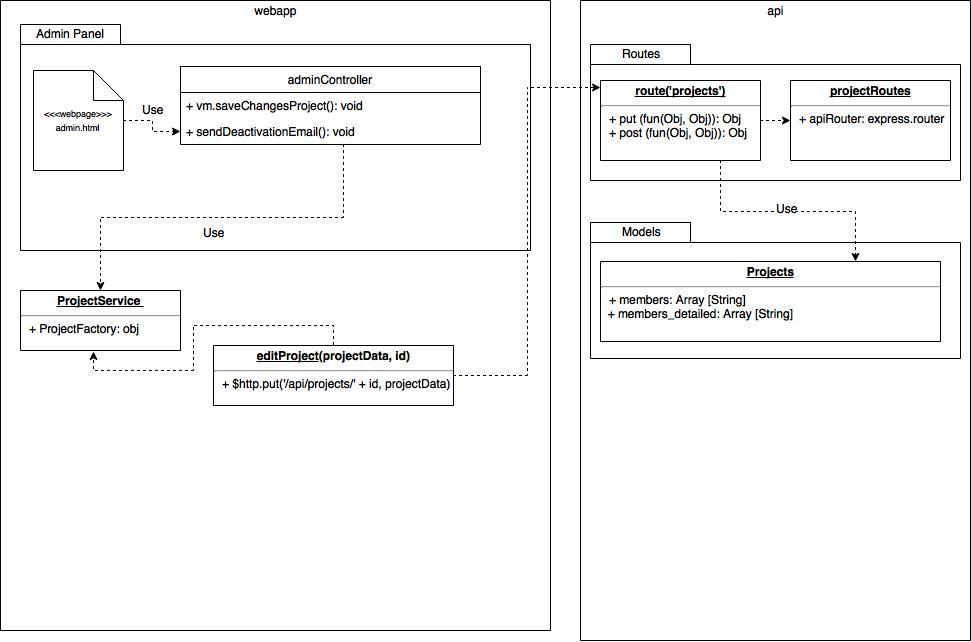 webapp
Admin Panel
<<<webpage>>>
admin.html
Use
adminController
+ vm.saveChangesProject(): void
+ sendDeactivationEmail(): void
Use
ProjectService
+ ProjectFactory: obj
editProject(projectData, id)
+ $http.put('/api/projects/' + id, projectData)
api
Routes
route('projects')
+ put (fun(Obj, Obj)): Obj
+ post (fun(Obj, Obj)): Obj
projectRoutes
+ apiRouter: express.router
Use
Models
Projects
+ members: Array [String]
+ members_detailed: Array [String]